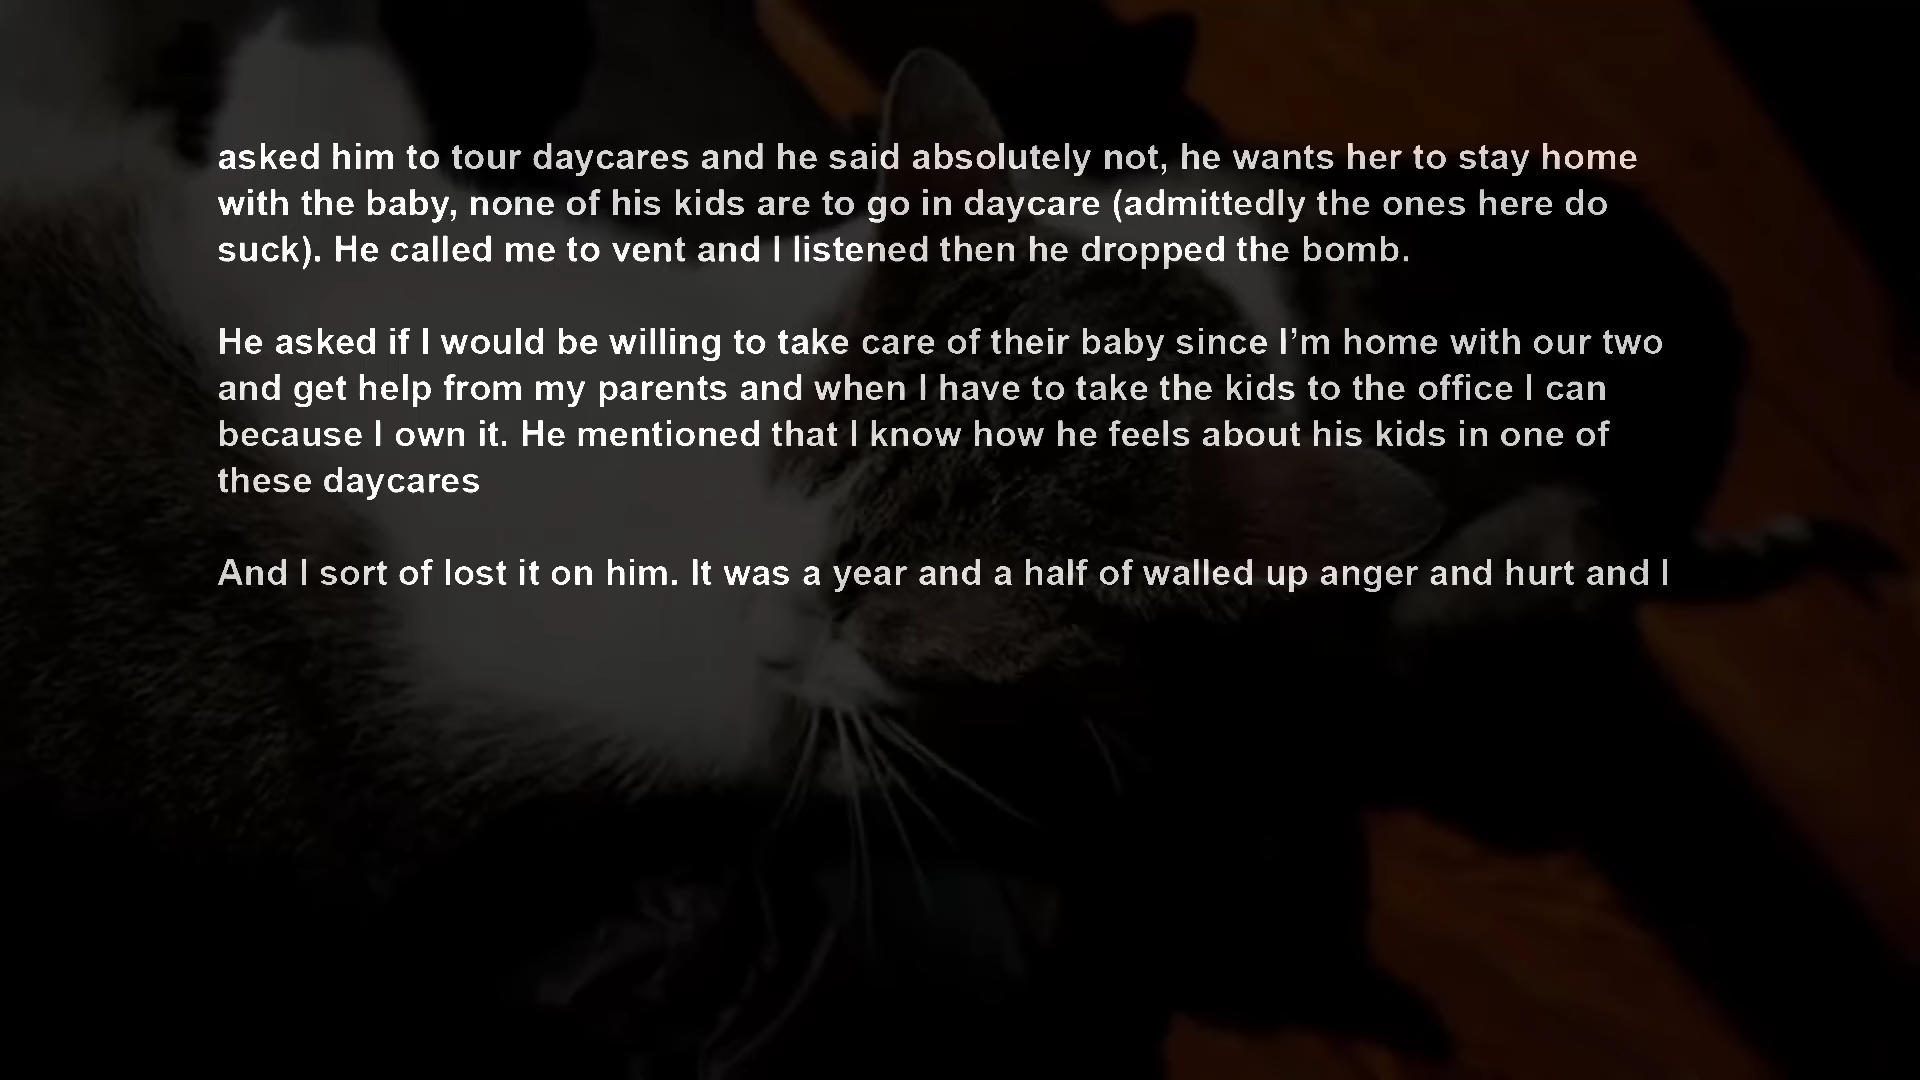 asked him to tour daycares and he said absolutely not, he wants her to stay home
with the baby, none of his kids are to go in daycare (admittedly the ones here do
suck). He called me to vent and I listened then he dropped the bomb.
He asked if I would be willing to take care of their baby since I’m home with our two
and get help from my parents and when I have to take the kids to the office I can
because I own it. He mentioned that I know how he feels about his kids in one of
these daycares
And I sort of lost it on him. It was a year and a half of walled up anger and hurt and I